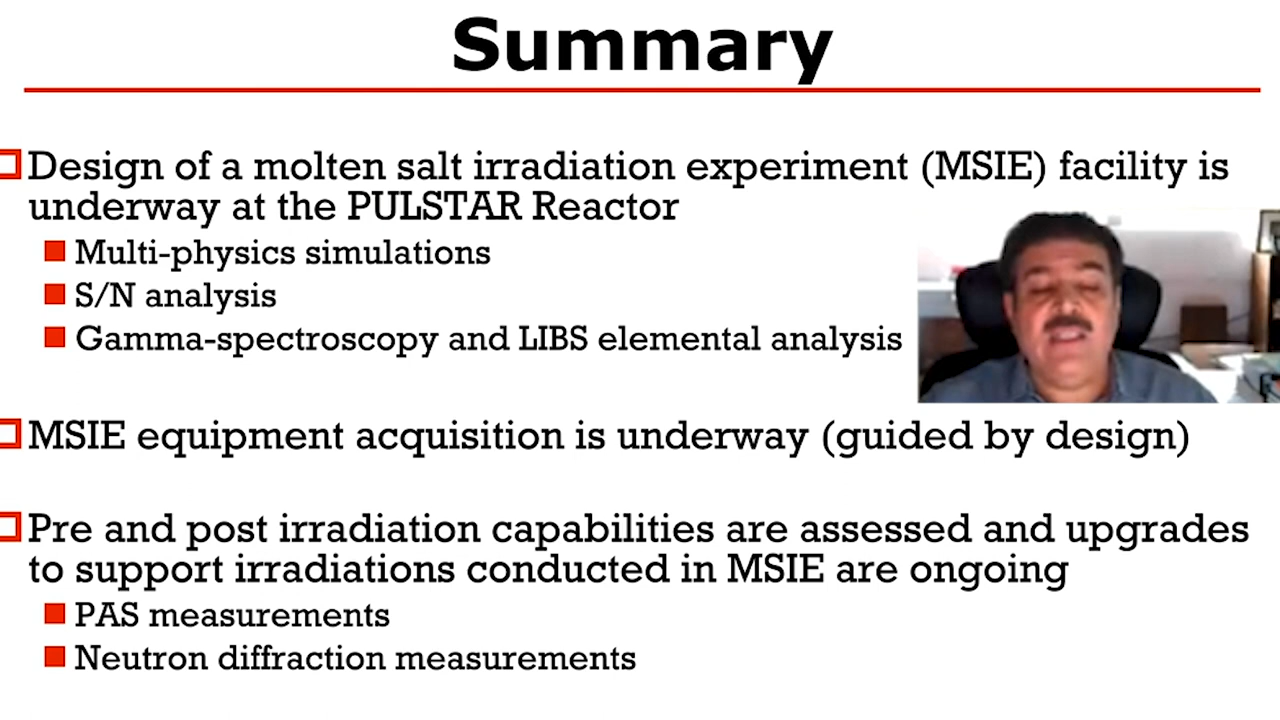 Summary
Design of a molten salt irradiation experiment (MSIE) facility is
underway at the PULSTAR Reactor
Multi-physics simulations
S/N analysis
Gamma-spectroscopy and LIBS elemental analysis
MSIE equipment acquisition is underway (guided by design)
Pre and post irradiation capabilities are assessed and upgrades
to support irradiations conducted in MSIE are ongoing
PAS measurements
Neutron diffraction measurements